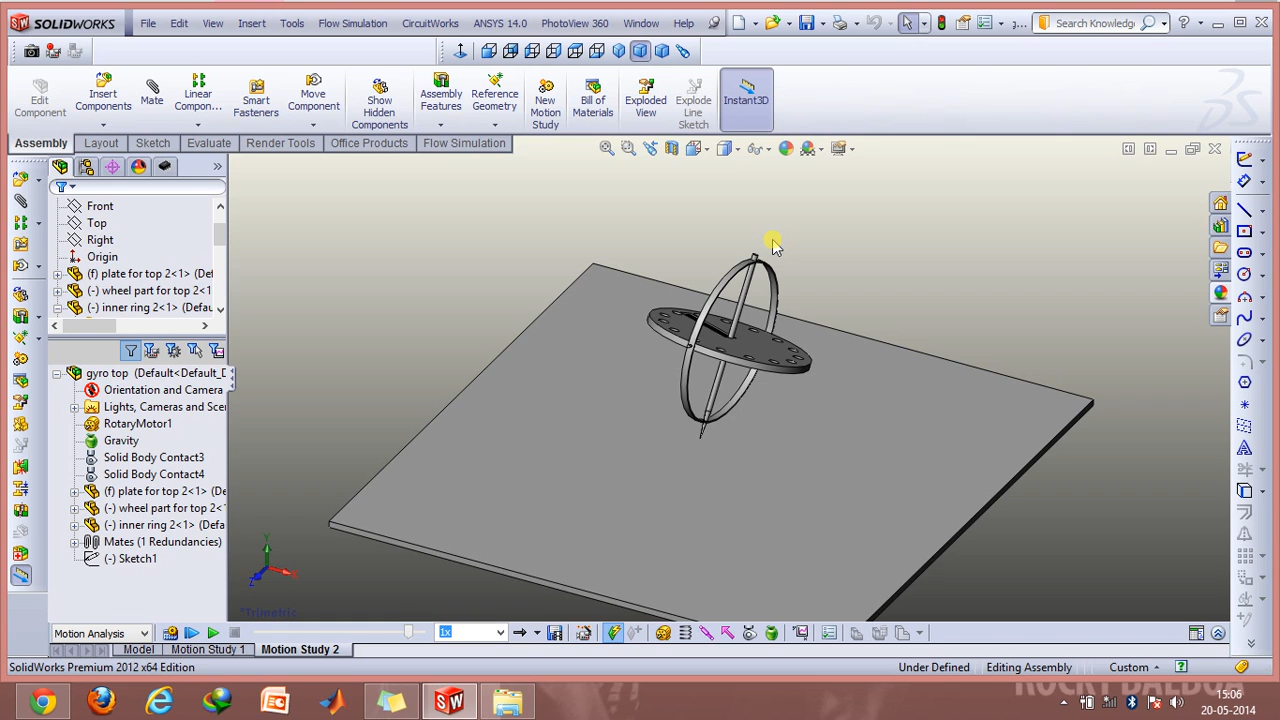 SOLIDWORKS File Edit View Insert Tools Flow Simulation CircuitWorks ANSYS 14.0 PhotoView 360 Window Help Search Knowledge
Edit Component Insert Components Mate Linear Compon... Smart Fasteners Move Component Show Hidden Components Assembly Features Reference Geometry New Motion Study Bill of Materials Exploded View Explode Line Sketch Instant3D
Assembly Layout Sketch Evaluate Render Tools Office Products Flow Simulation
Front
Top
Right
Origin
(f) plate for top 2<1> (Def
(-) wheel part for top 2<1
(-) inner ring 2<1> (Defau
gyro top (Default<Default_D
Orientation and Camera
Lights, Cameras and Scen
RotaryMotor1
Gravity
Solid Body Contact3
Solid Body Contact4
(f) plate for top 2<1> (De
(-) wheel part for top 2<
(-) inner ring 2<1> (Defa
Mates (1 Redundancies)
(-) Sketch1
*Trimetric
Motion Analysis 1x
Model Motion Study 1 Motion Study 2
SolidWorks Premium 2012 x64 Edition Under Defined Editing Assembly Custom
15:06
20-05-2014